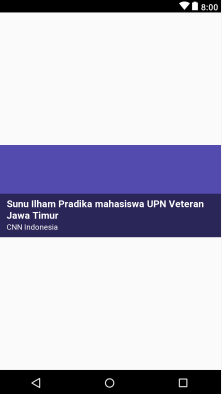 8:00
Sunu Ilham Pradika mahasiswa UPN Veteran
Jawa Timur
CNN Indonesia